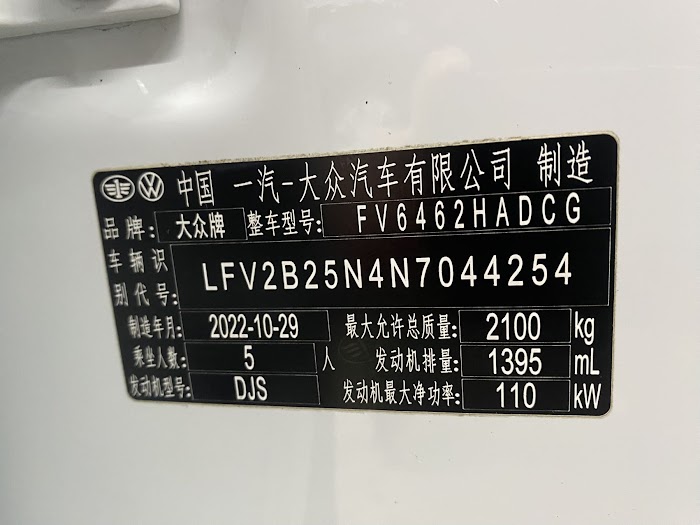 中国 一汽-大众汽车有限公司 制造
品牌: 大众牌 整车型号: FV6462HADCG
车辆识别代号: LFV2B25N4N7044254
制造年月: 2022-10-29 最大允许总质量: 2100 kg
乘坐人数: 5 人 发动机排量: 1395 mL
发动机型号: DJS 发动机最大净功率: 110 kW